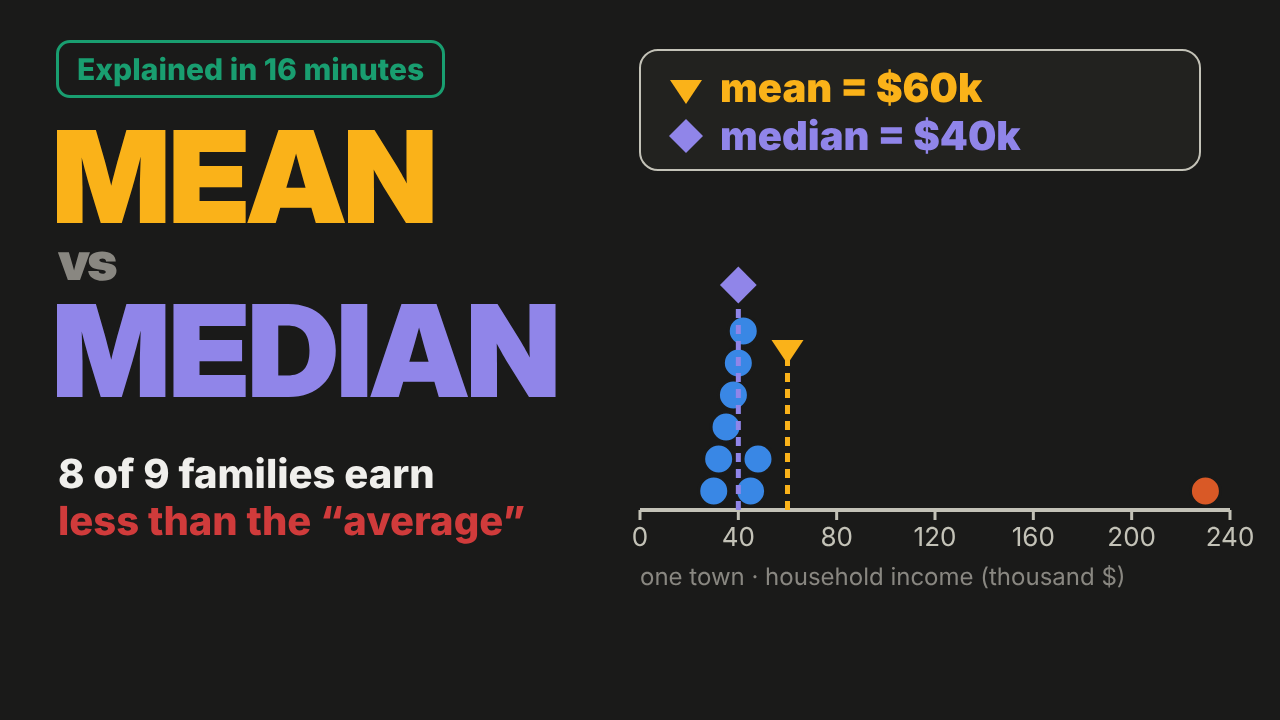 Explained in 16 minutes
MEAN
vs
MEDIAN
8 of 9 families earn
less than the “average”
mean = $60k
median = $40k
0 40 80 120 160 200 240
one town · household income (thousand $)